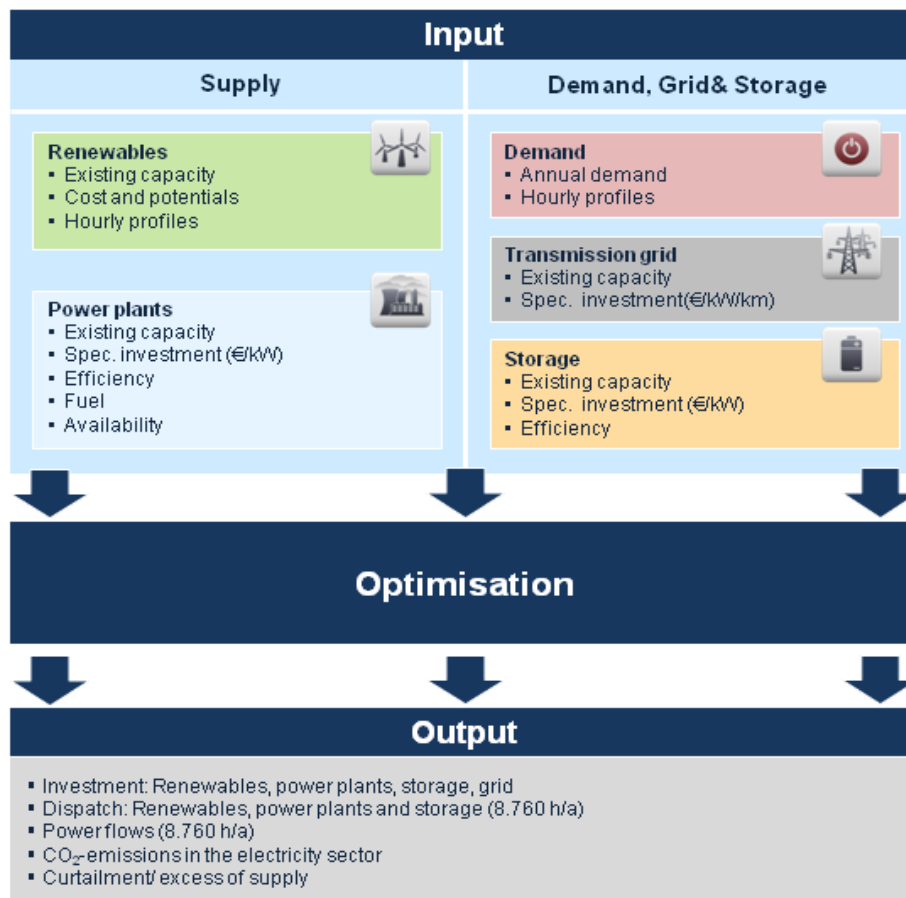 Input
Supply
Demand, Grid& Storage
Renewables
▪ Existing capacity
▪ Cost and potentials
▪ Hourly profiles
Power plants
▪ Existing capacity
▪ Spec. investment (€/kW)
▪ Efficiency
▪ Fuel
▪ Availability
Demand
▪ Annual demand
▪ Hourly profiles
Transmission grid
▪ Existing capacity
▪ Spec. investment(€/kW/km)
Storage
▪ Existing capacity
▪ Spec. investment (€/kW)
▪ Efficiency
Optimisation
Output
▪ Investment: Renewables, power plants, storage, grid
▪ Dispatch: Renewables, power plants and storage (8.760 h/a)
▪ Power flows (8.760 h/a)
▪ CO₂-emissions in the electricity sector
▪ Curtailment/ excess of supply